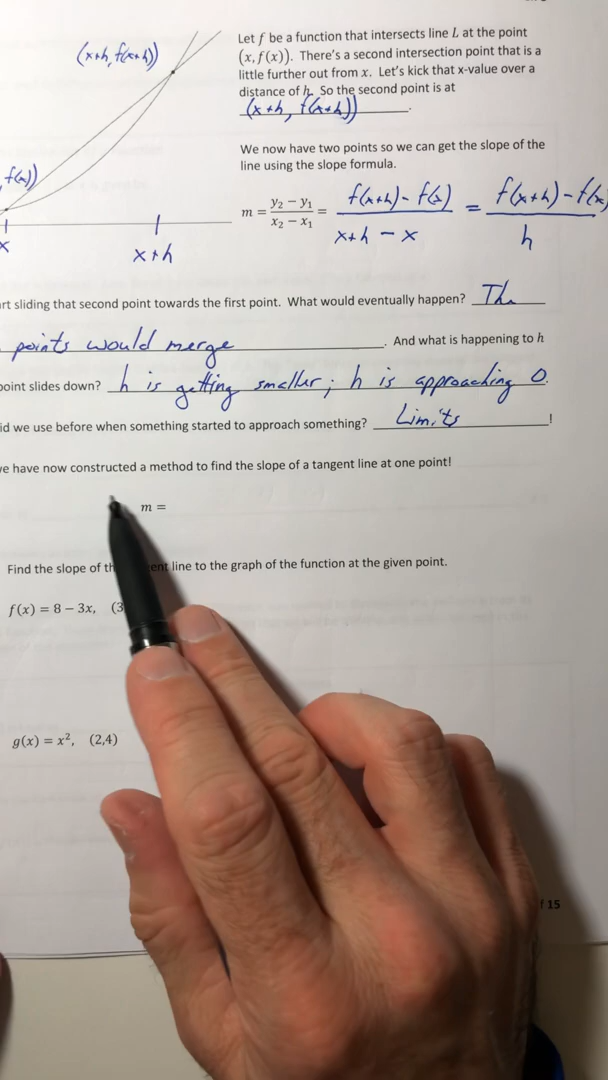 (x+h, f(x+h))
Let f be a function that intersects line L at the point
(x, f(x)). There's a second intersection point that is a
little further out from x. Let's kick that x-value over a
distance of h. So the second point is at
(x+h, f(x+h)).
f(x))
We now have two points so we can get the slope of the
line using the slope formula.
m = y₂ − y₁ / x₂ − x₁ = f(x+h) - f(x) / x+h - x = f(x+h) - f(x) / h
x
x+h
rt sliding that second point towards the first point. What would eventually happen? The
points would merge. And what is happening to h
point slides down? h is getting smaller; h is approaching 0.
id we use before when something started to approach something? Limits!
e have now constructed a method to find the slope of a tangent line at one point!
m =
Find the slope of th ent line to the graph of the function at the given point.
f(x) = 8 − 3x, (3
g(x) = x², (2,4)
15